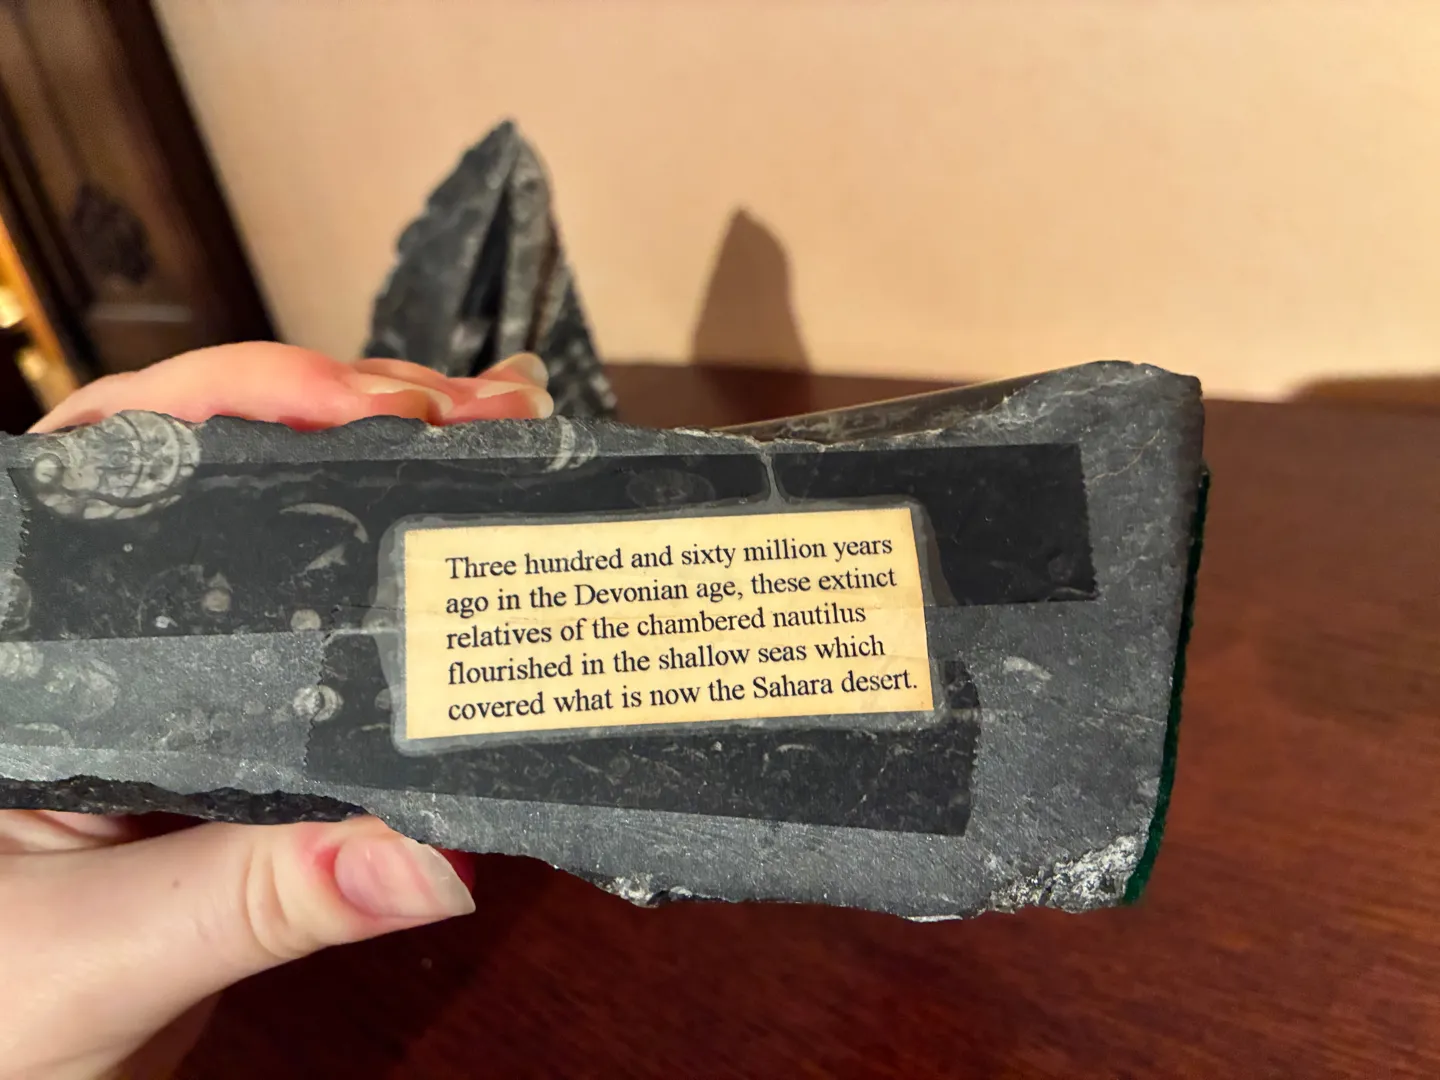 Three hundred and sixty million years
ago in the Devonian age, these extinct
relatives of the chambered nautilus
flourished in the shallow seas which
covered what is now the Sahara desert.